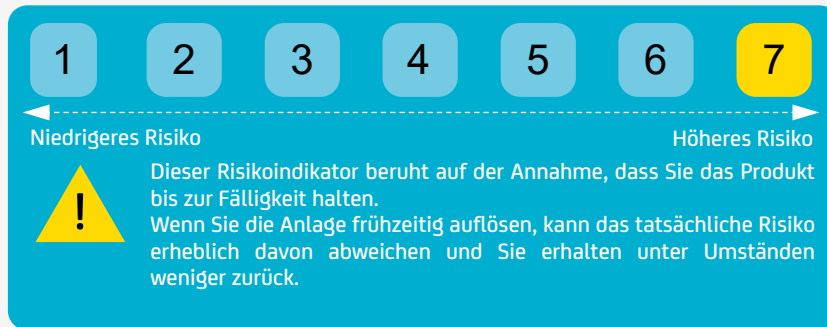 1 2 3 4 5 6 7
Niedrigeres Risiko Höheres Risiko
!
Dieser Risikoindikator beruht auf der Annahme, dass Sie das Produkt
bis zur Fälligkeit halten.
Wenn Sie die Anlage frühzeitig auflösen, kann das tatsächliche Risiko
erheblich davon abweichen und Sie erhalten unter Umständen
weniger zurück.